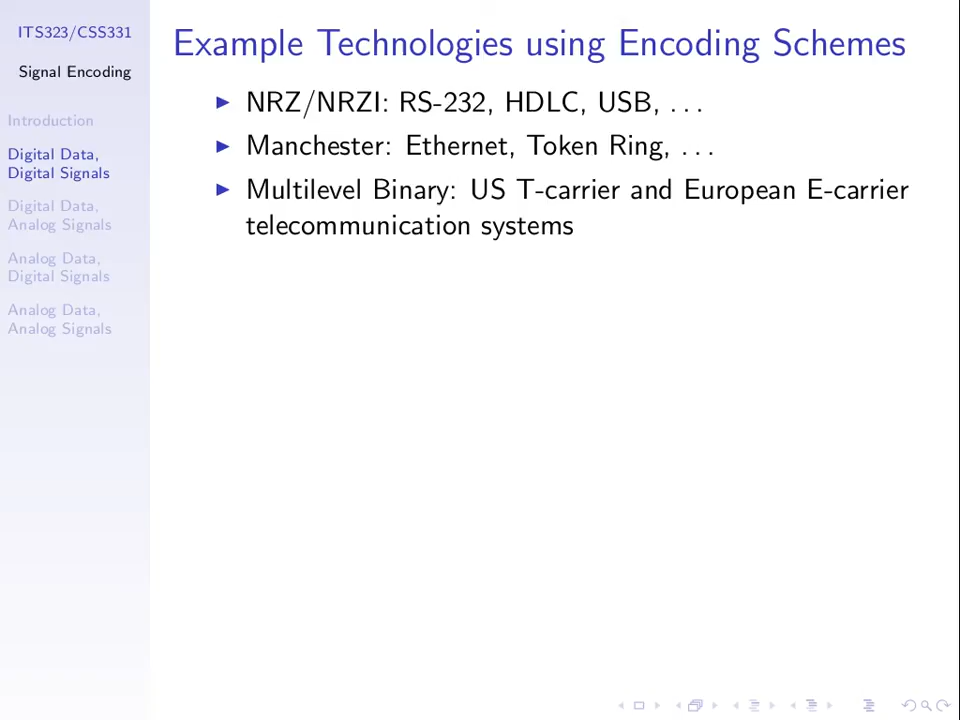 ITS323/CSS331
Signal Encoding
Introduction
Digital Data,
Digital Signals
Digital Data,
Analog Signals
Analog Data,
Digital Signals
Analog Data,
Analog Signals
Example Technologies using Encoding Schemes
▶ NRZ/NRZI: RS-232, HDLC, USB, . . .
▶ Manchester: Ethernet, Token Ring, . . .
▶ Multilevel Binary: US T-carrier and European E-carrier
telecommunication systems